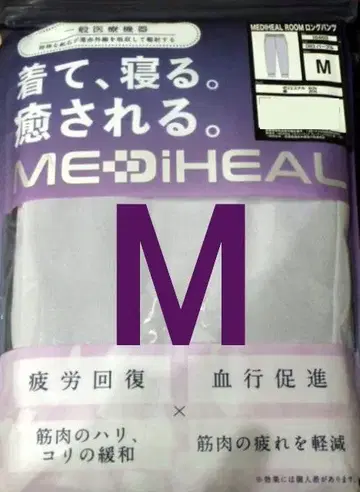 一般医療機器
着て、寝る。
癒される。
MEDiHEAL
MEDIHEAL ROOM ロングパンツ
M
M
疲労回復
×
血行促進
筋肉のハリ、
コリの緩和
筋肉の疲れを軽減
※効果には個人差があります。